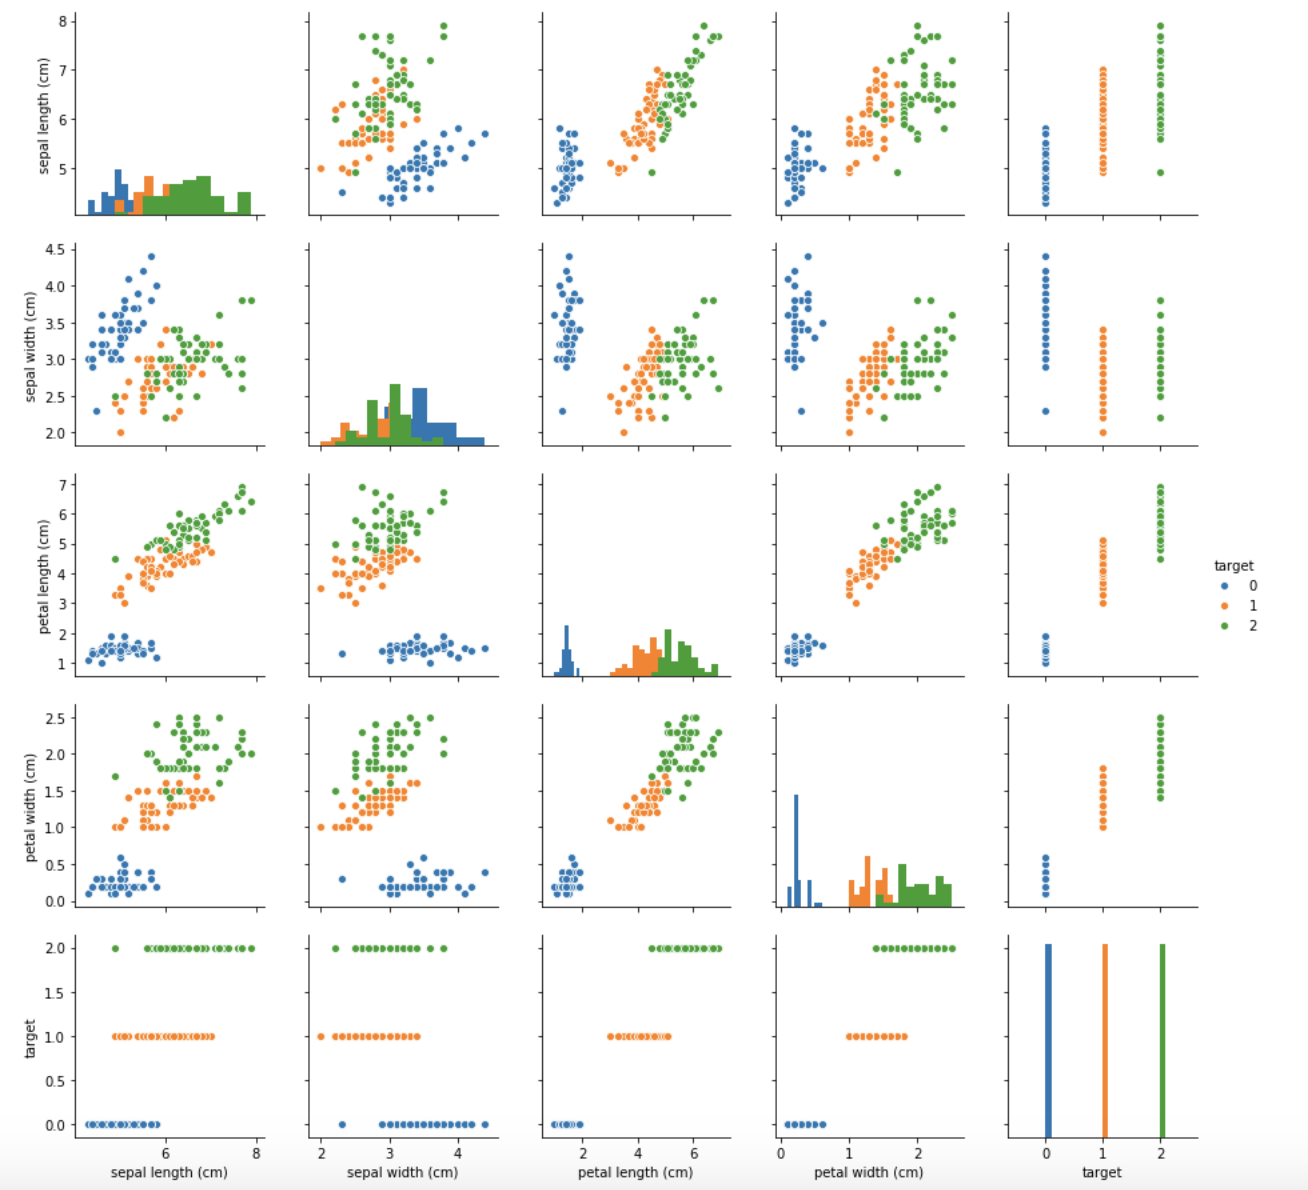 8
7
6
5
sepal length (cm)
4.5
4.0
3.5
3.0
2.5
2.0
sepal width (cm)
7
6
5
4
3
2
1
petal length (cm)
target
0
1
2
2.5
2.0
1.5
1.0
0.5
0.0
petal width (cm)
2.0
1.5
1.0
0.5
0.0
target
6 8
sepal length (cm)
2 4
sepal width (cm)
2 4 6
petal length (cm)
0 1 2
petal width (cm)
0 1 2
target